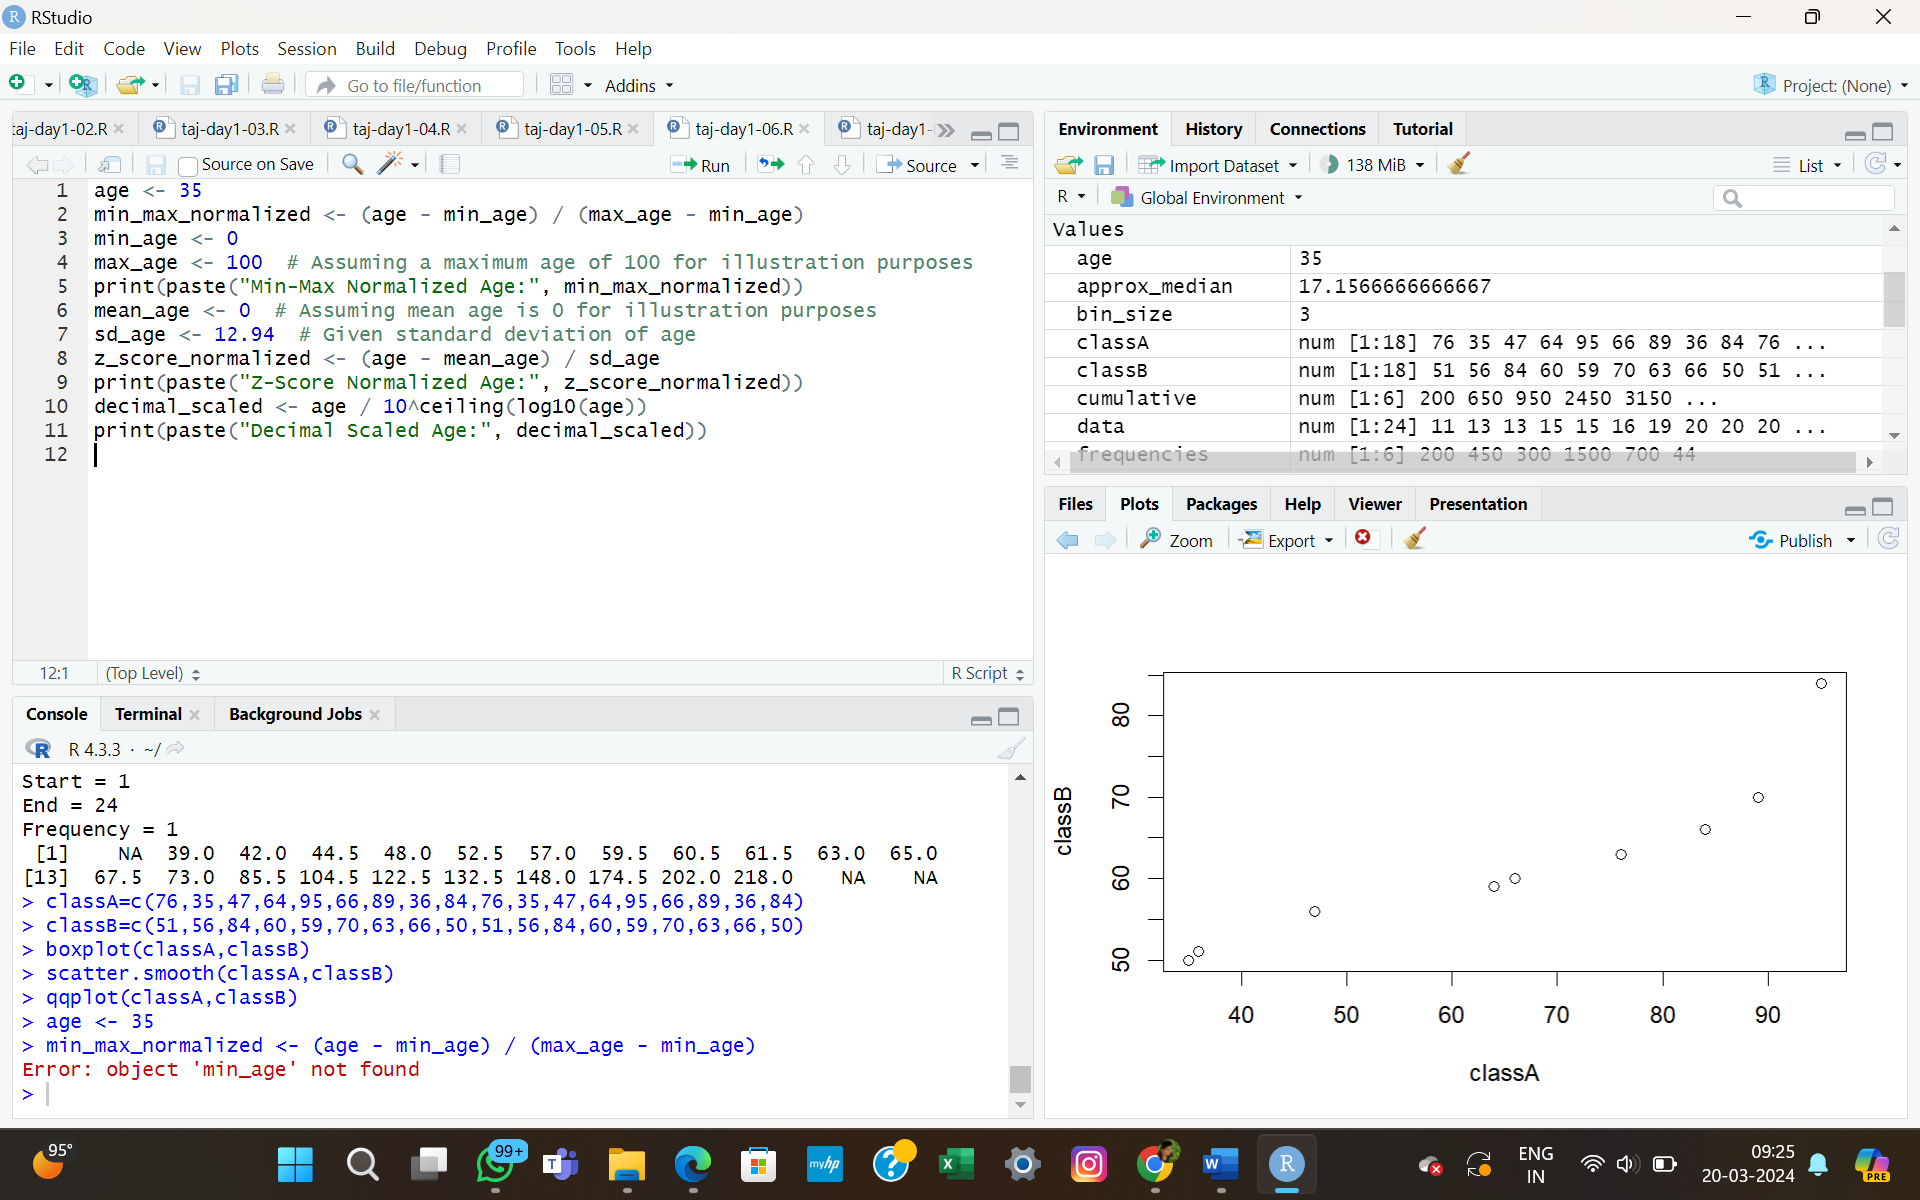 RStudio
File Edit Code View Plots Session Build Debug Profile Tools Help
Go to file/function Addins Project: (None)
taj-day1-02.R taj-day1-03.R taj-day1-04.R taj-day1-05.R taj-day1-06.R taj-day1-
Source on Save Run Source
1 age <- 35
2 min_max_normalized <- (age - min_age) / (max_age - min_age)
3 min_age <- 0
4 max_age <- 100  # Assuming a maximum age of 100 for illustration purposes
5 print(paste("Min-Max Normalized Age:", min_max_normalized))
6 mean_age <- 0  # Assuming mean age is 0 for illustration purposes
7 sd_age <- 12.94  # Given standard deviation of age
8 z_score_normalized <- (age - mean_age) / sd_age
9 print(paste("Z-Score Normalized Age:", z_score_normalized))
10 decimal_scaled <- age / 10^ceiling(log10(age))
11 print(paste("Decimal Scaled Age:", decimal_scaled))
12
12:1 (Top Level) R Script
Console Terminal Background Jobs
R 4.3.3 · ~/
Start = 1
End = 24
Frequency = 1
[1] NA 39.0 42.0 44.5 48.0 52.5 57.0 59.5 60.5 61.5 63.0 65.0
[13] 67.5 73.0 85.5 104.5 122.5 132.5 148.0 174.5 202.0 218.0 NA NA
> classA=c(76,35,47,64,95,66,89,36,84,76,35,47,64,95,66,89,36,84)
> classB=c(51,56,84,60,59,70,63,66,50,51,56,84,60,59,70,63,66,50)
> boxplot(classA,classB)
> scatter.smooth(classA,classB)
> qqplot(classA,classB)
> age <- 35
> min_max_normalized <- (age - min_age) / (max_age - min_age)
Error: object 'min_age' not found
>
Environment History Connections Tutorial
Import Dataset 138 MiB List
R Global Environment
Values
age 35
approx_median 17.1566666666667
bin_size 3
classA num [1:18] 76 35 47 64 95 66 89 36 84 76 ...
classB num [1:18] 51 56 84 60 59 70 63 66 50 51 ...
cumulative num [1:6] 200 650 950 2450 3150 ...
data num [1:24] 11 13 13 15 15 16 19 20 20 20 ...
frequencies num [1:6] 200 450 300 1500 700 44
Files Plots Packages Help Viewer Presentation
Zoom Export Publish
80
70
60
50
classB
40 50 60 70 80 90
classA
95° 99+ myhp ENG IN 09:25 20-03-2024 PRE